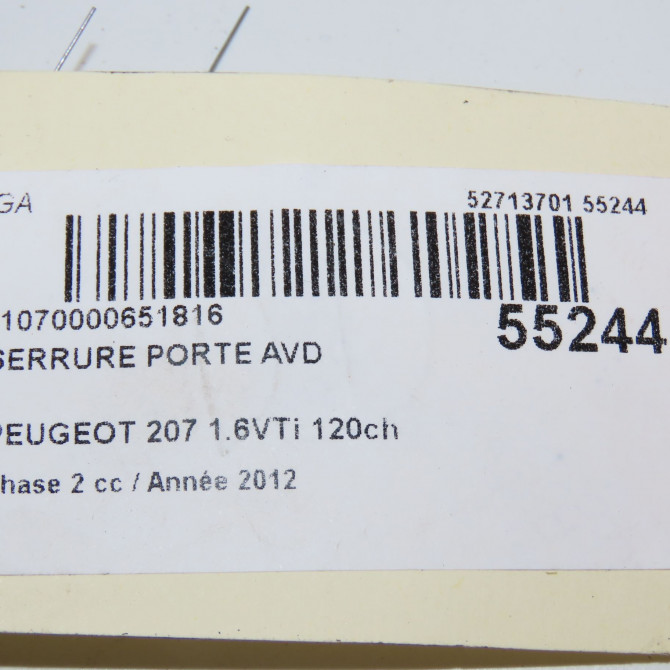 GA 52713701 55244
1070000651816
55244
SERRURE PORTE AVD
PEUGEOT 207 1.6VTi 120ch
hase 2 cc / Année 2012